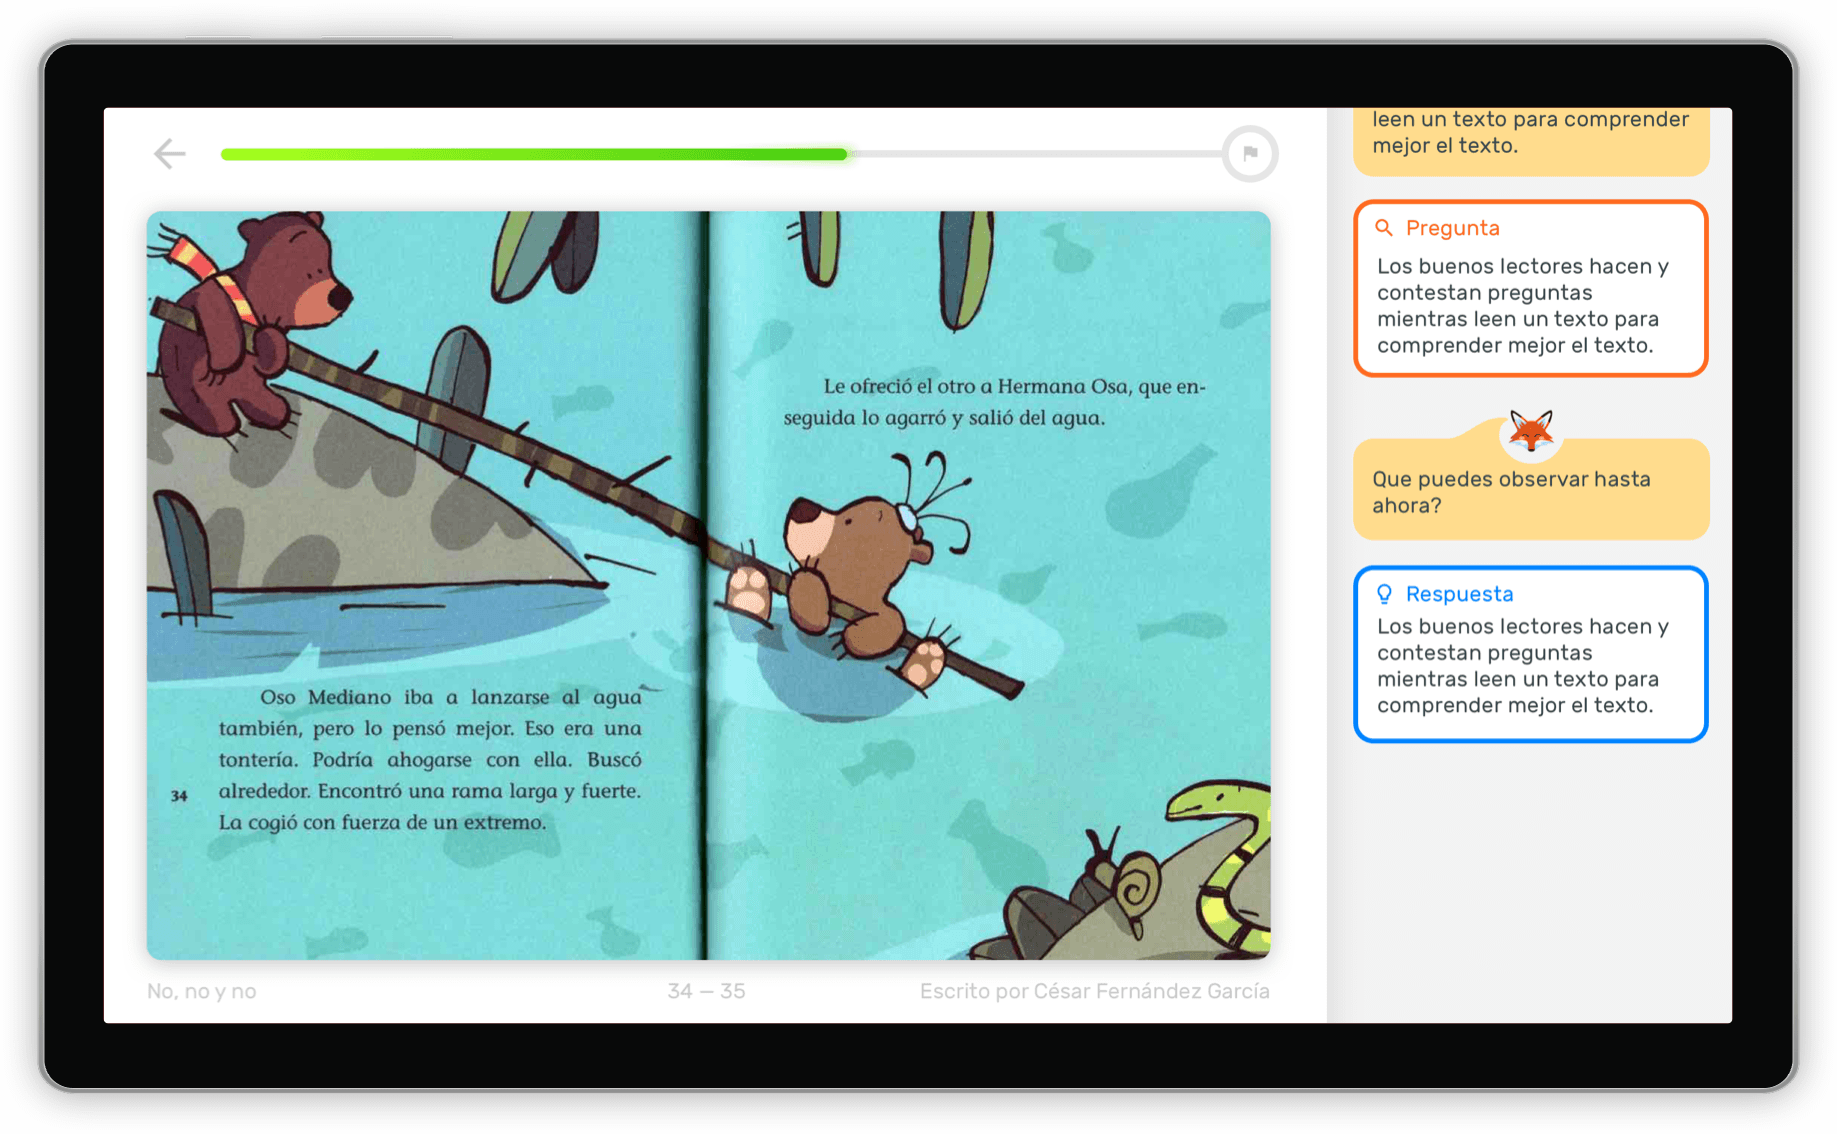 Oso Mediano iba a lanzarse al agua
también, pero lo pensó mejor. Eso era una
tontería. Podría ahogarse con ella. Buscó
alrededor. Encontró una rama larga y fuerte.
La cogió con fuerza de un extremo.
34
Le ofreció el otro a Hermana Osa, que en-
seguida lo agarró y salió del agua.
No, no y no
34 — 35
Escrito por César Fernández García
leen un texto para comprender
mejor el texto.
Pregunta
Los buenos lectores hacen y
contestan preguntas
mientras leen un texto para
comprender mejor el texto.
Que puedes observar hasta
ahora?
Respuesta
Los buenos lectores hacen y
contestan preguntas
mientras leen un texto para
comprender mejor el texto.